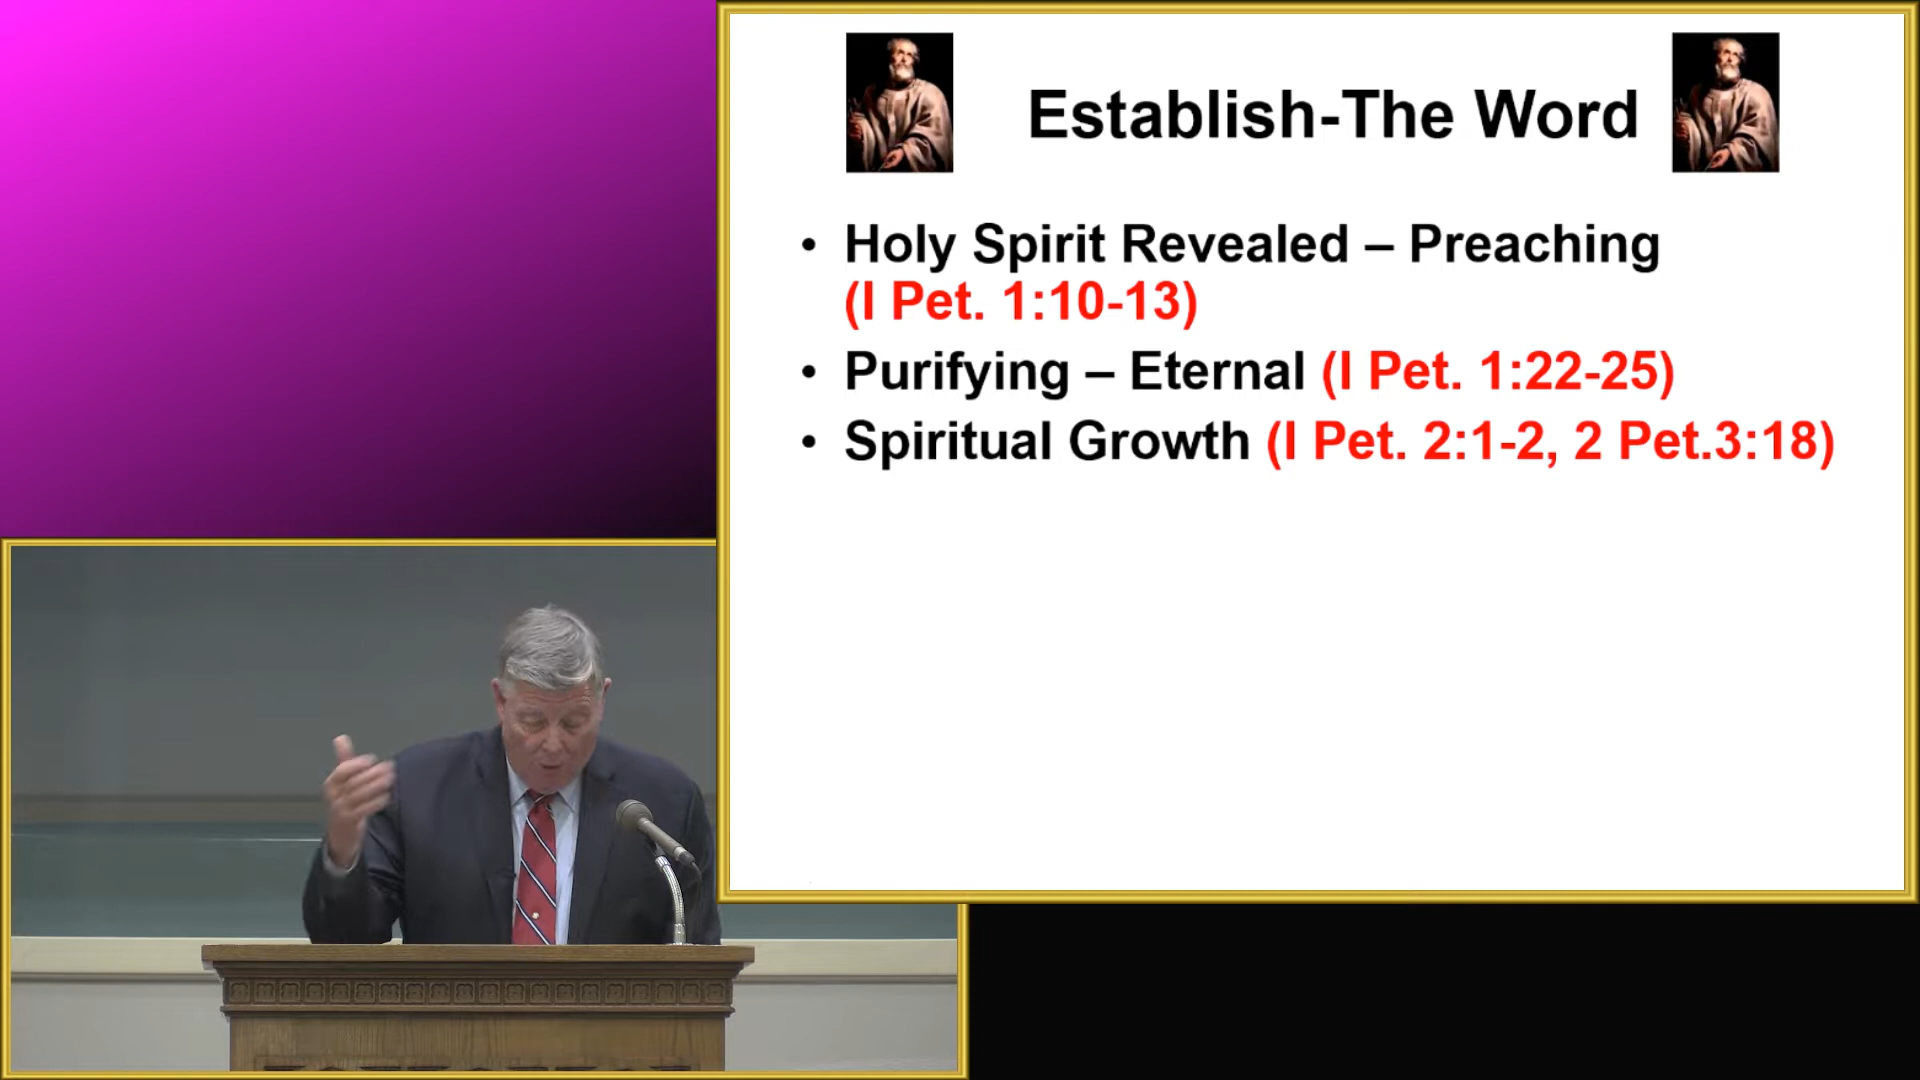 Establish-The Word
• Holy Spirit Revealed – Preaching
(I Pet. 1:10-13)
• Purifying – Eternal (I Pet. 1:22-25)
• Spiritual Growth (I Pet. 2:1-2, 2 Pet.3:18)